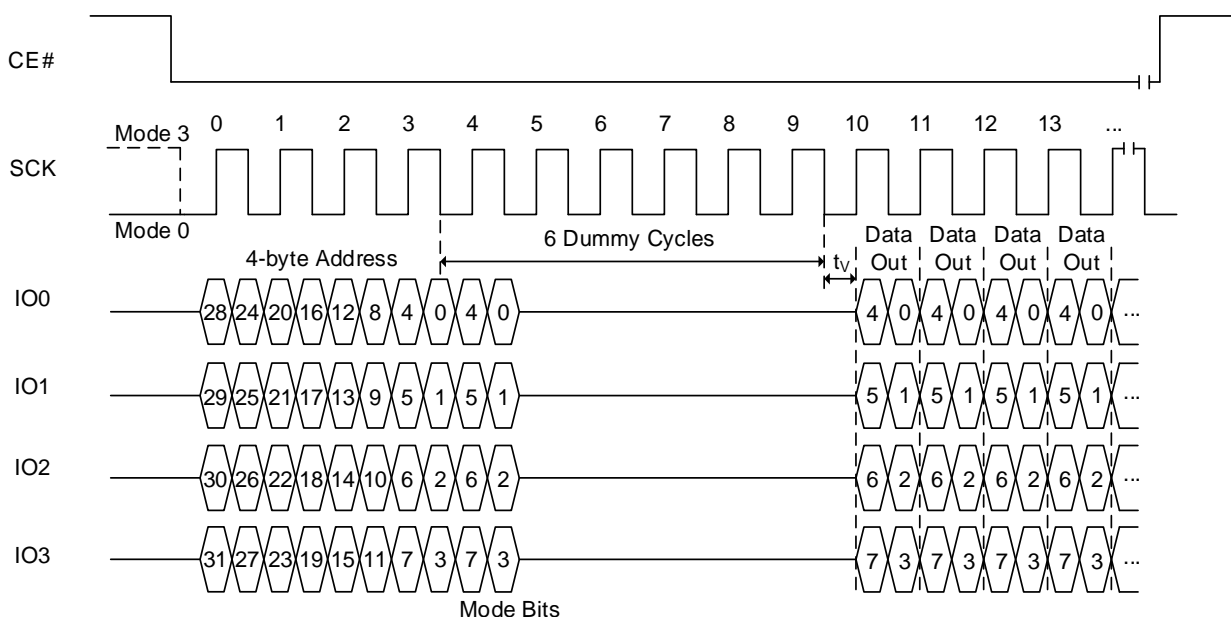 CE#
Mode 3 0 1 2 3 4 5 6 7 8 9 10 11 12 13 ...
SCK
Mode 0
6 Dummy Cycles
4-byte Address
tV
Data Out Data Out Data Out Data Out
IO0 28 24 20 16 12 8 4 0 4 0 4 0 4 0 4 0 4 0 ...
IO1 29 25 21 17 13 9 5 1 5 1 5 1 5 1 5 1 5 1 ...
IO2 30 26 22 18 14 10 6 2 6 2 6 2 6 2 6 2 6 2 ...
IO3 31 27 23 19 15 11 7 3 7 3 7 3 7 3 7 3 7 3 ...
Mode Bits